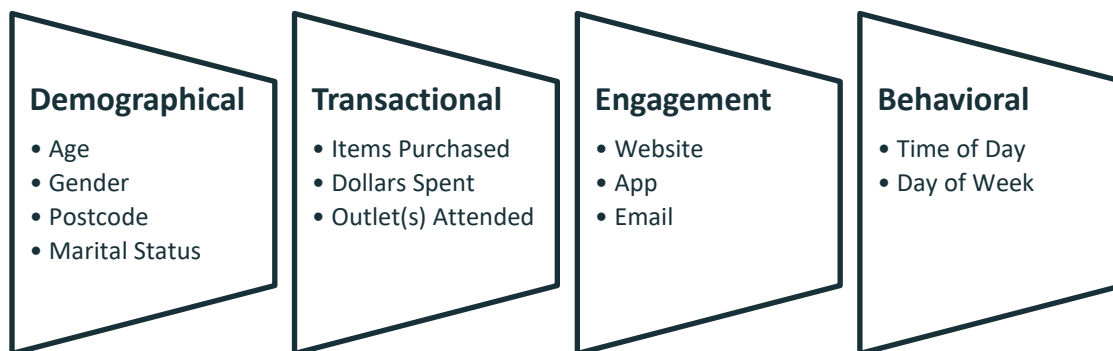 Demographical
• Age
• Gender
• Postcode
• Marital Status
Transactional
• Items Purchased
• Dollars Spent
• Outlet(s) Attended
Engagement
• Website
• App
• Email
Behavioral
• Time of Day
• Day of Week